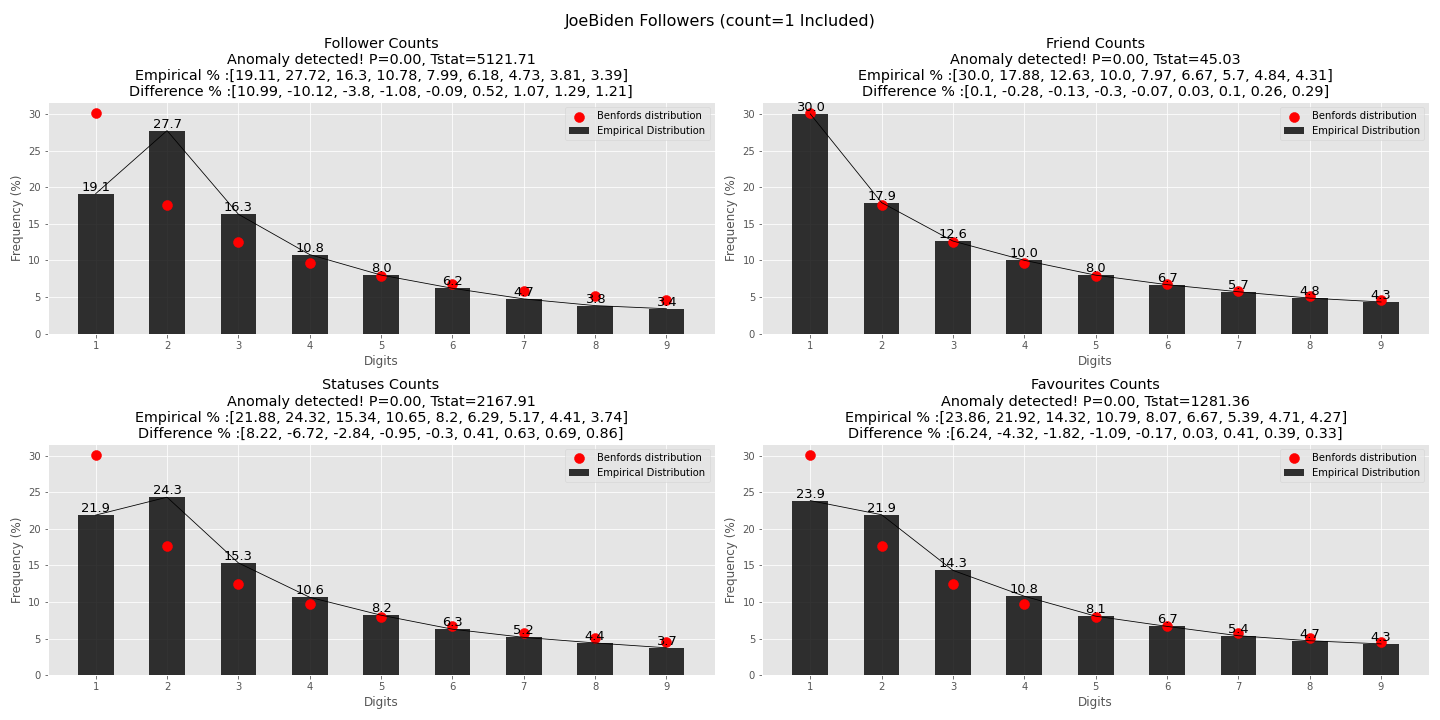 JoeBiden Followers (count=1 Included)
Follower Counts
Anomaly detected! P=0.00, Tstat=5121.71
Empirical % :[19.11, 27.72, 16.3, 10.78, 7.99, 6.18, 4.73, 3.81, 3.39]
Difference % :[10.99, -10.12, -3.8, -1.08, -0.09, 0.52, 1.07, 1.29, 1.21]
Benfords distribution
Empirical Distribution
Frequency (%)
30
25
20
15
10
5
0
19.1
27.7
16.3
10.8
8.0
6.2
4.7
3.8
3.4
1 2 3 4 5 6 7 8 9
Digits
Friend Counts
Anomaly detected! P=0.00, Tstat=45.03
Empirical % :[30.0, 17.88, 12.63, 10.0, 7.97, 6.67, 5.7, 4.84, 4.31]
Difference % :[0.1, -0.28, -0.13, -0.3, -0.07, 0.03, 0.1, 0.26, 0.29]
Benfords distribution
Empirical Distribution
Frequency (%)
30
25
20
15
10
5
0
30.0
17.9
12.6
10.0
8.0
6.7
5.7
4.8
4.3
1 2 3 4 5 6 7 8 9
Digits
Statuses Counts
Anomaly detected! P=0.00, Tstat=2167.91
Empirical % :[21.88, 24.32, 15.34, 10.65, 8.2, 6.29, 5.17, 4.41, 3.74]
Difference % :[8.22, -6.72, -2.84, -0.95, -0.3, 0.41, 0.63, 0.69, 0.86]
Benfords distribution
Empirical Distribution
Frequency (%)
30
25
20
15
10
5
0
21.9
24.3
15.3
10.6
8.2
6.3
5.2
4.4
3.7
1 2 3 4 5 6 7 8 9
Digits
Favourites Counts
Anomaly detected! P=0.00, Tstat=1281.36
Empirical % :[23.86, 21.92, 14.32, 10.79, 8.07, 6.67, 5.39, 4.71, 4.27]
Difference % :[6.24, -4.32, -1.82, -1.09, -0.17, 0.03, 0.41, 0.39, 0.33]
Benfords distribution
Empirical Distribution
Frequency (%)
30
25
20
15
10
5
0
23.9
21.9
14.3
10.8
8.1
6.7
5.4
4.7
4.3
1 2 3 4 5 6 7 8 9
Digits